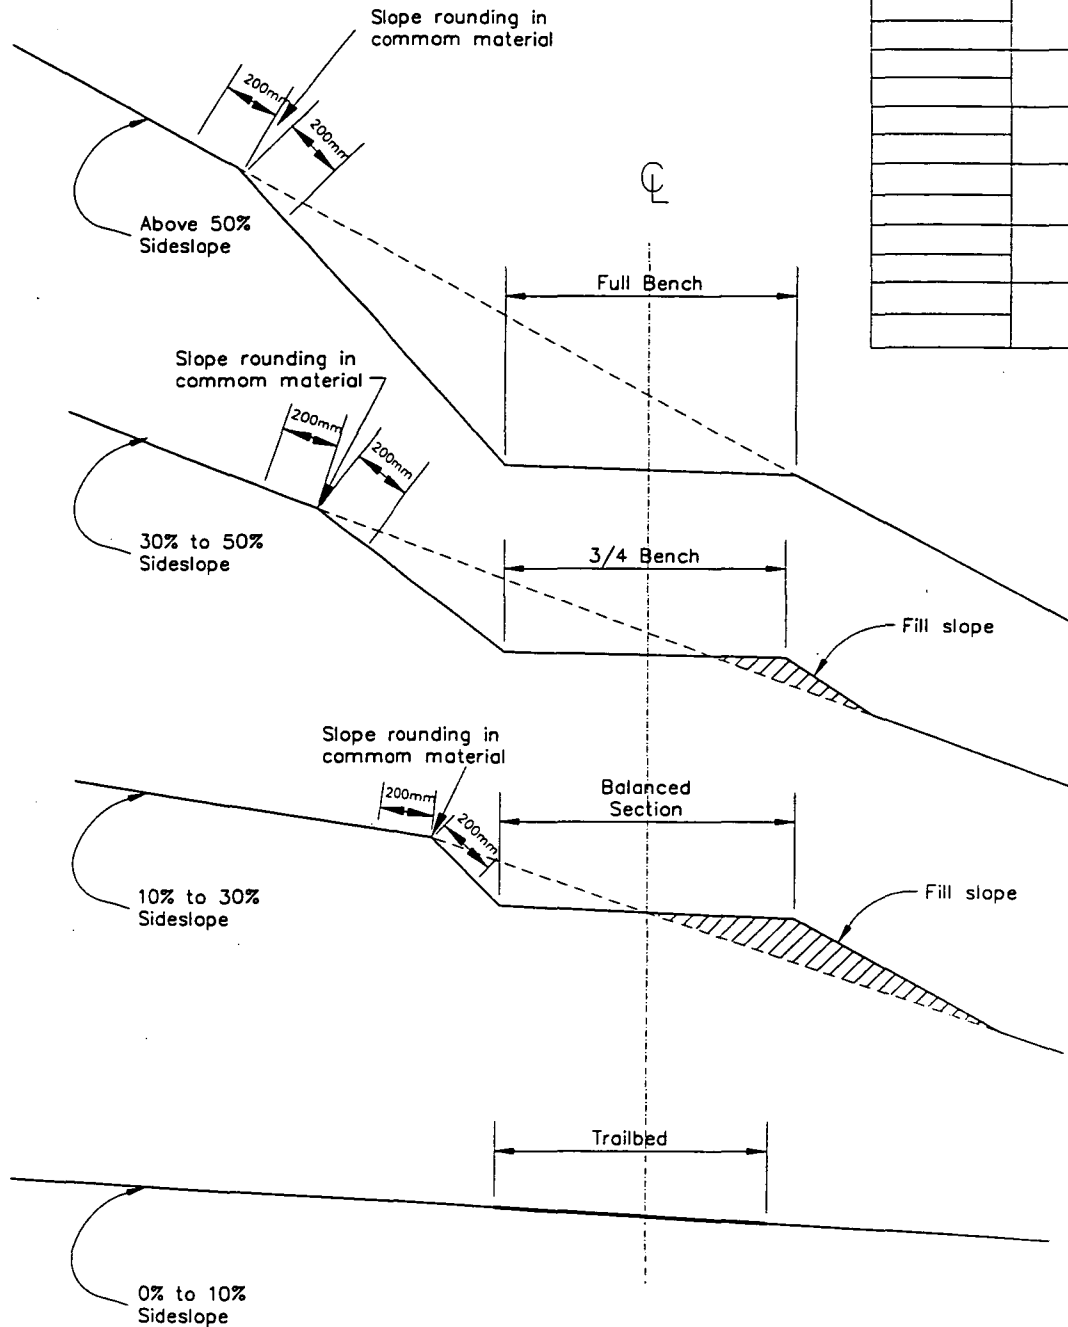 Slope rounding in
commom material
200mm
200mm
℄
Above 50%
Sideslope
Full Bench
Slope rounding in
commom material
200mm
200mm
30% to 50%
Sideslope
3/4 Bench
Fill slope
Slope rounding in
commom material
200mm
200mm
Balanced
Section
10% to 30%
Sideslope
Fill slope
Trailbed
0% to 10%
Sideslope